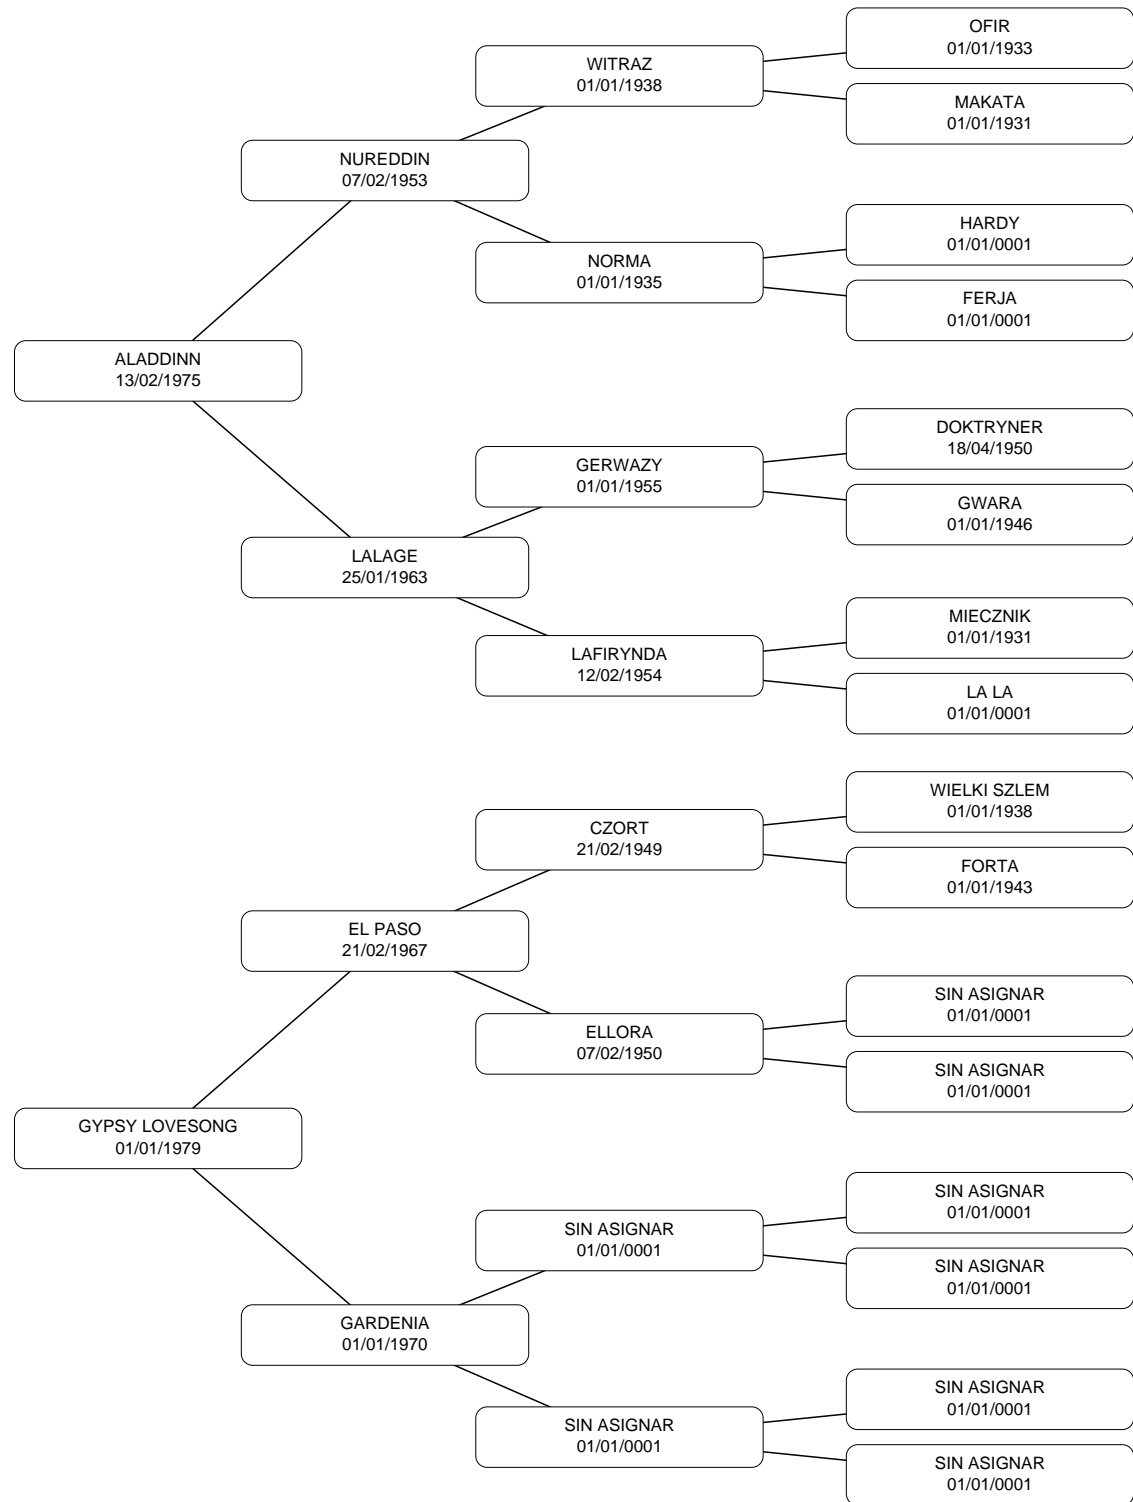 OFIR
01/01/1933
WITRAZ
01/01/1938
MAKATA
01/01/1931
NUREDDIN
07/02/1953
HARDY
01/01/0001
NORMA
01/01/1935
FERJA
01/01/0001
ALADDINN
13/02/1975
DOKTRYNER
18/04/1950
GERWAZY
01/01/1955
GWARA
01/01/1946
LALAGE
25/01/1963
MIECZNIK
01/01/1931
LAFIRYNDA
12/02/1954
LA LA
01/01/0001
WIELKI SZLEM
01/01/1938
CZORT
21/02/1949
FORTA
01/01/1943
EL PASO
21/02/1967
SIN ASIGNAR
01/01/0001
ELLORA
07/02/1950
SIN ASIGNAR
01/01/0001
GYPSY LOVESONG
01/01/1979
SIN ASIGNAR
01/01/0001
SIN ASIGNAR
01/01/0001
SIN ASIGNAR
01/01/0001
GARDENIA
01/01/1970
SIN ASIGNAR
01/01/0001
SIN ASIGNAR
01/01/0001
SIN ASIGNAR
01/01/0001